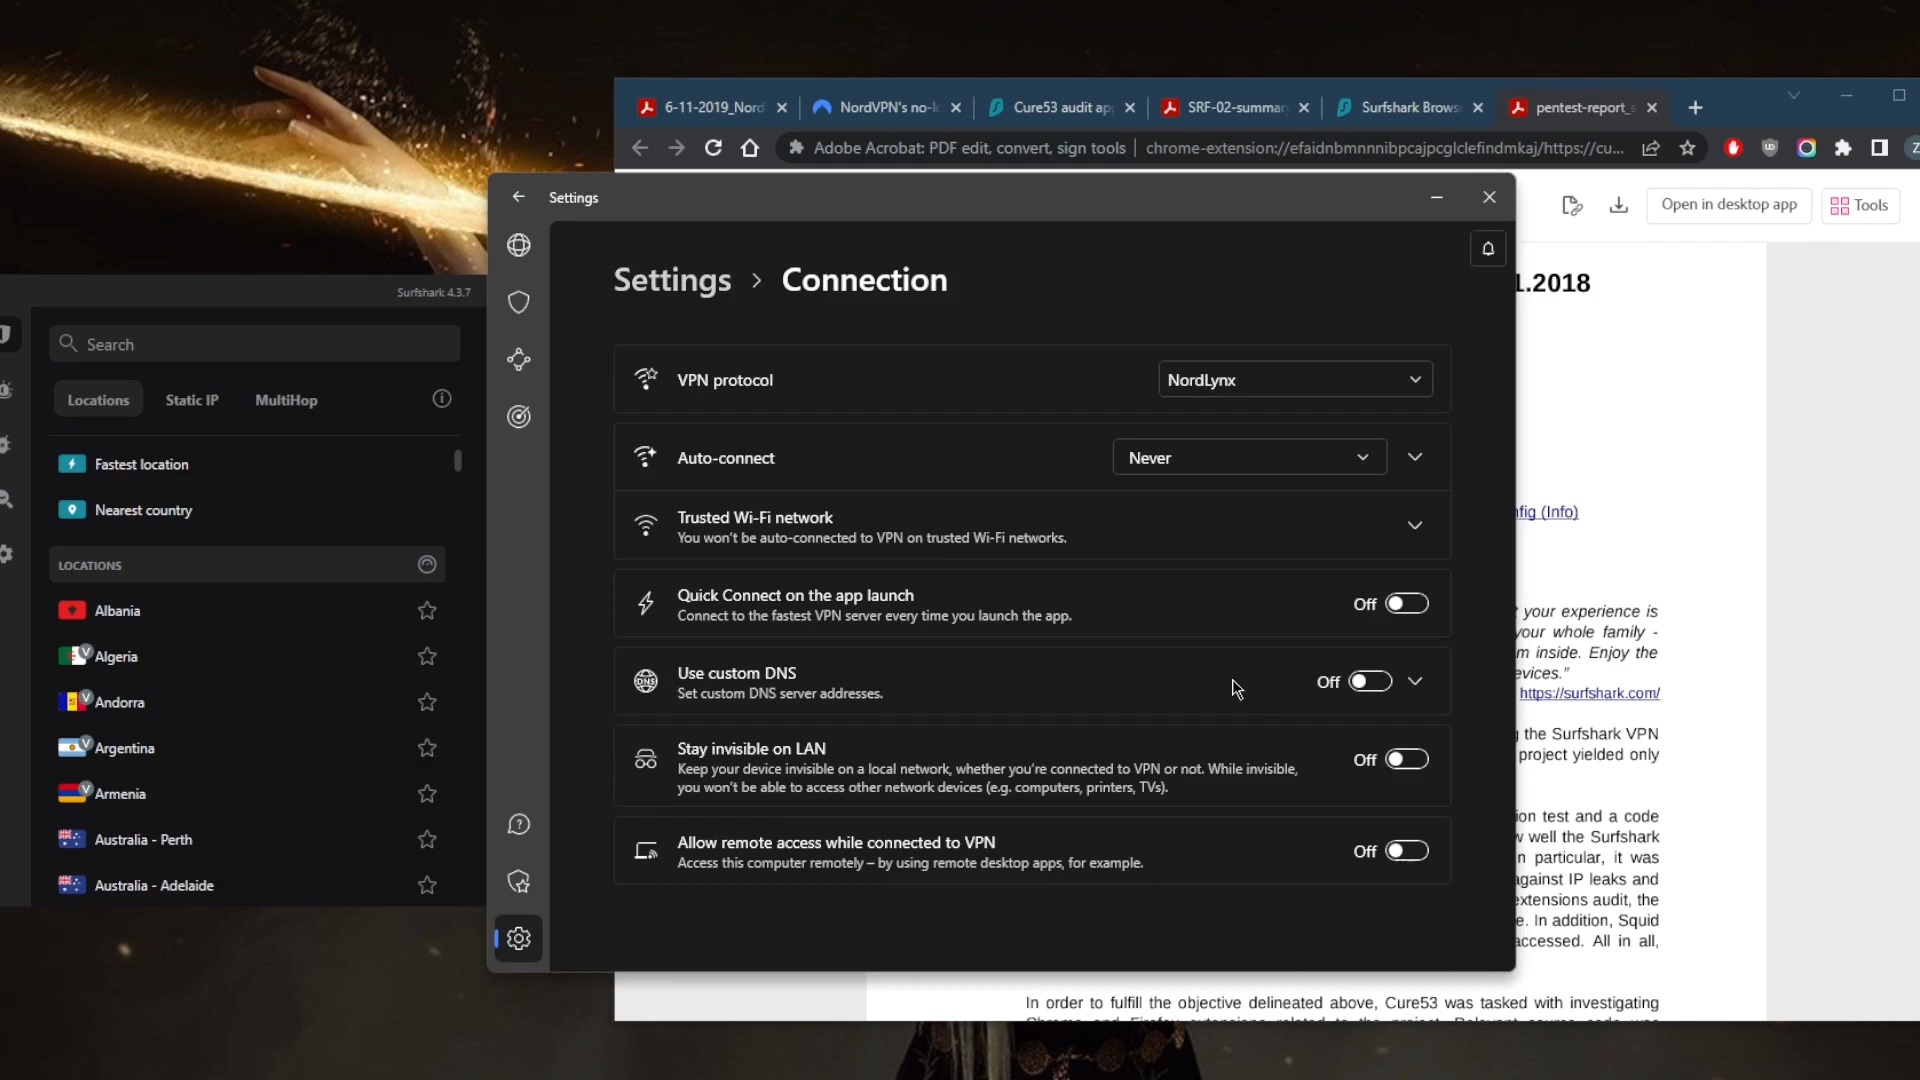 6-11-2019_Nord
NordVPN's no-lo
Cure53 audit ap
SRF-02-summar
Surfshark Brows
pentest-report_s
Adobe Acrobat: PDF edit, convert, sign tools
chrome-extension://efaidnbmnnnibpcajpcglclefindmkaj/https://cu...
Open in desktop app
Tools
Settings
Settings > Connection
VPN protocol
NordLynx
Auto-connect
Never
Trusted Wi-Fi network
You won't be auto-connected to VPN on trusted Wi-Fi networks.
Quick Connect on the app launch
Connect to the fastest VPN server every time you launch the app.
Off
Use custom DNS
Set custom DNS server addresses.
Off
DNS
Stay invisible on LAN
Keep your device invisible on a local network, whether you're connected to VPN or not. While invisible,
you won't be able to access other network devices (e.g. computers, printers, TVs).
Off
Allow remote access while connected to VPN
Access this computer remotely – by using remote desktop apps, for example.
Off
Surfshark 4.3.7
Search
Locations
Static IP
MultiHop
Fastest location
Nearest country
LOCATIONS
Albania
V Algeria
V Andorra
V Argentina
V Armenia
Australia - Perth
Australia - Adelaide
1.2018
nfig (Info)
your experience is
your whole family -
m inside. Enjoy the
evices."
https://surfshark.com/
the Surfshark VPN
project yielded only
ion test and a code
w well the Surfshark
n particular, it was
against IP leaks and
extensions audit, the
e. In addition, Squid
accessed. All in all,
In order to fulfill the objective delineated above, Cure53 was tasked with investigating